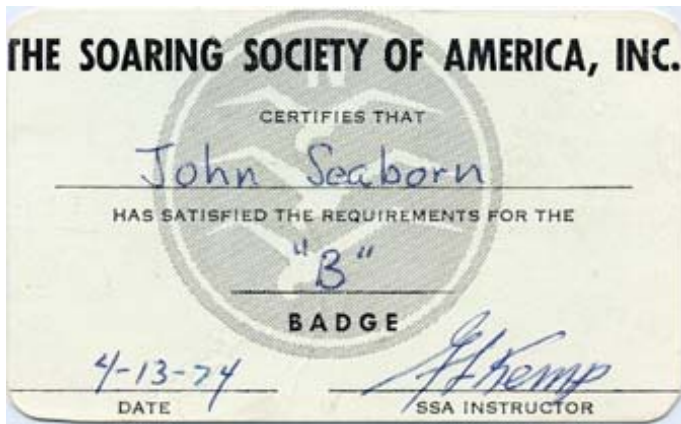 THE SOARING SOCIETY OF AMERICA, INC.
CERTIFIES THAT
John Seaborn
HAS SATISFIED THE REQUIREMENTS FOR THE
"B"
BADGE
4-13-74 Kemp
DATE SSA INSTRUCTOR